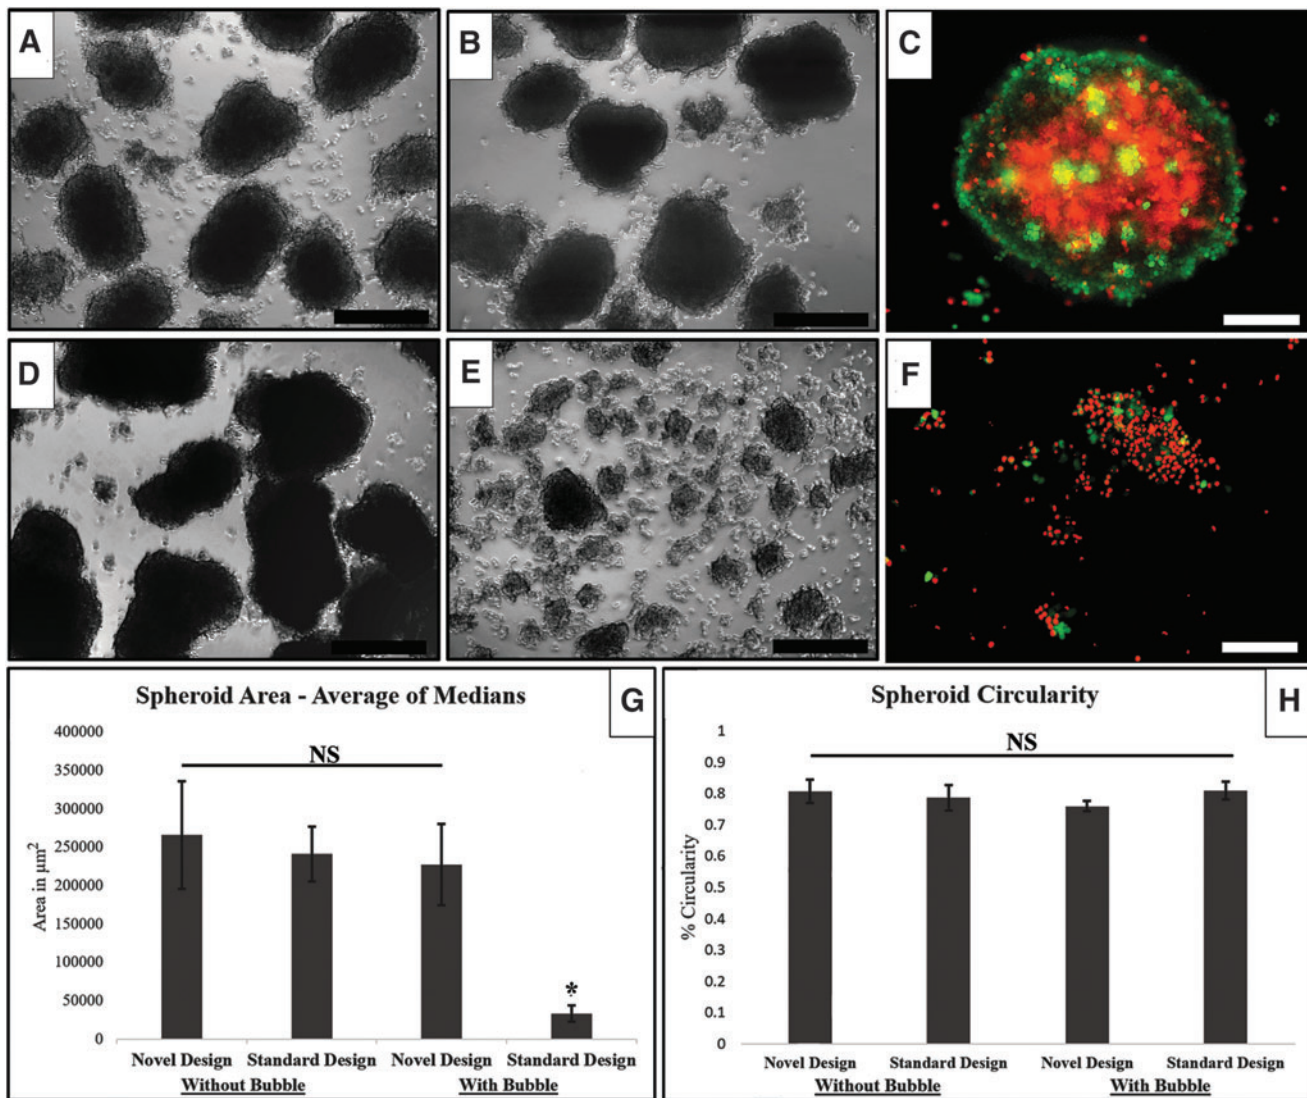 A
B
C
D
E
F
Spheroid Area - Average of Medians
G
400000
350000
300000
250000
200000
150000
100000
50000
0
Area in µm²
NS
*
Novel Design Standard Design Novel Design Standard Design
Without Bubble With Bubble
Spheroid Circularity
H
1
0.9
0.8
0.7
0.6
0.5
0.4
0.3
0.2
0.1
0
% Circularity
NS
Novel Design Standard Design Novel Design Standard Design
Without Bubble With Bubble